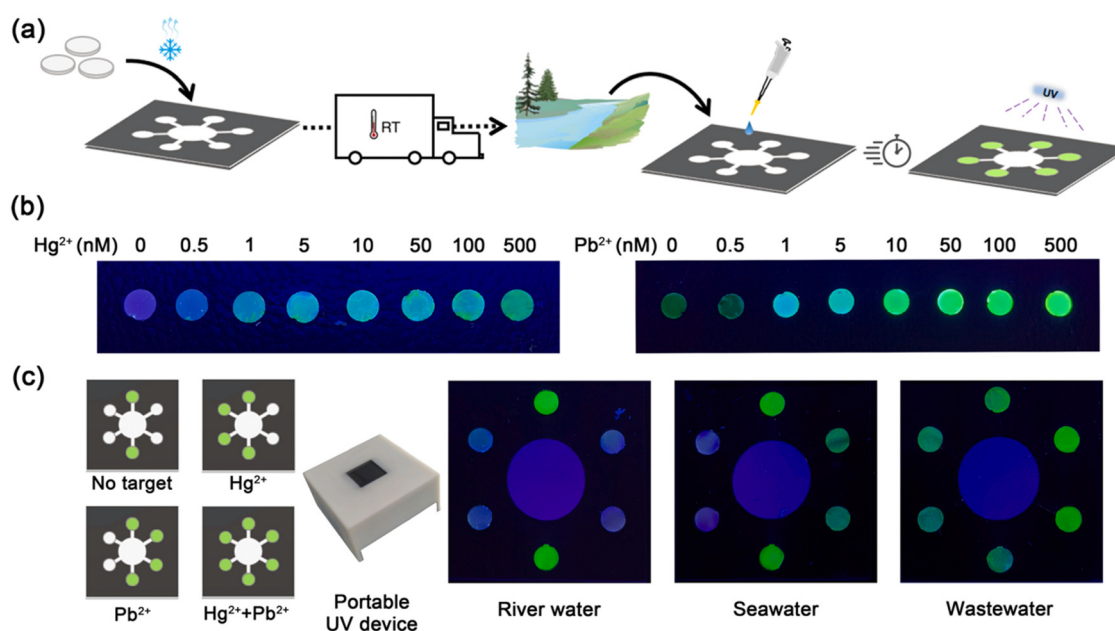 (a)
RT
UV
(b)
Hg²⁺ (nM) 0 0.5 1 5 10 50 100 500
Pb²⁺ (nM) 0 0.5 1 5 10 50 100 500
(c)
No target
Hg²⁺
Pb²⁺
Hg²⁺+Pb²⁺
Portable
UV device
River water
Seawater
Wastewater